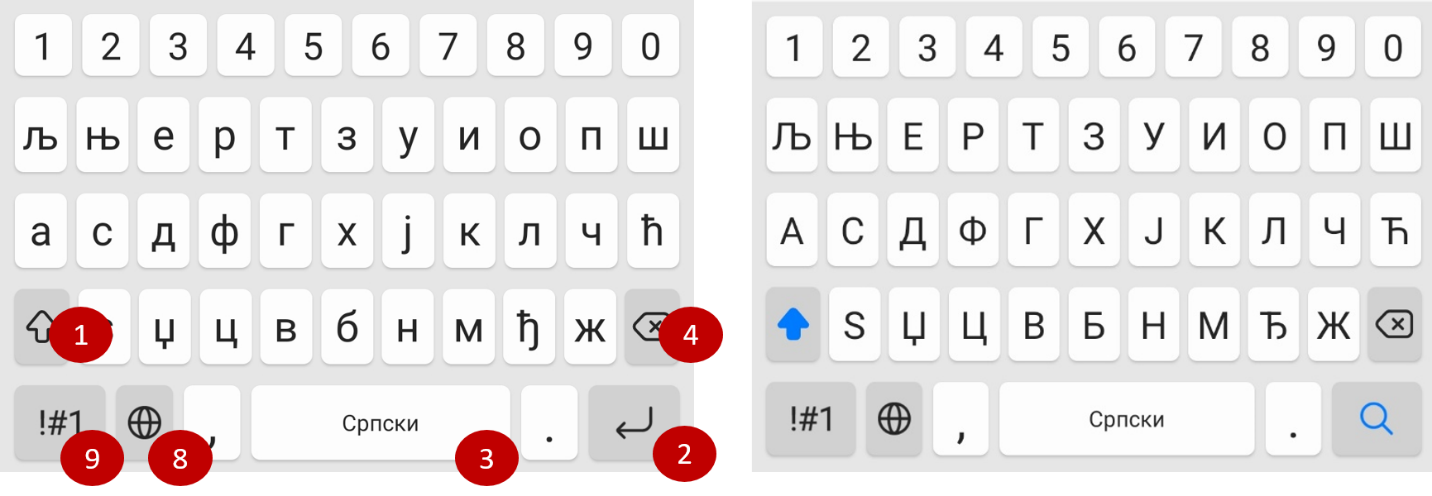 1 2 3 4 5 6 7 8 9 0
љ њ е р т з у и о п ш
а с д ф г х ј к л ч ћ
1 џ ц в б н м ђ ж 4
!#1 , Српски .
9 8 3 2
1 2 3 4 5 6 7 8 9 0
Љ Њ Е Р Т З У И О П Ш
А С Д Ф Г Х Ј К Л Ч Ћ
Ѕ Џ Ц В Б Н М Ђ Ж
!#1 , Српски .